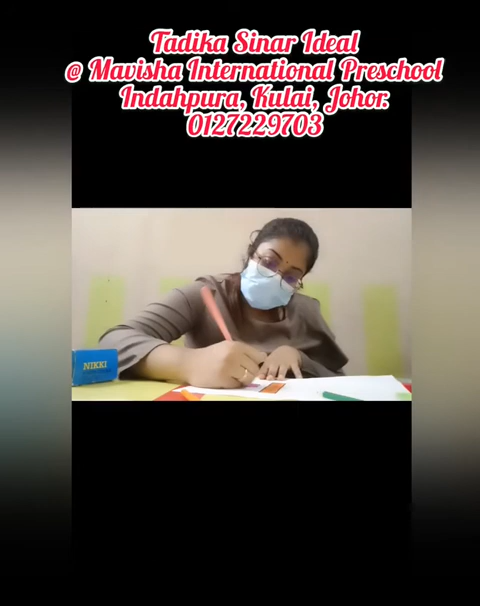 Tadika Sinar Ideal
@ Mavisha International Preschool
Indahpura, Kulai, Johor.
0127229703
NIKKI